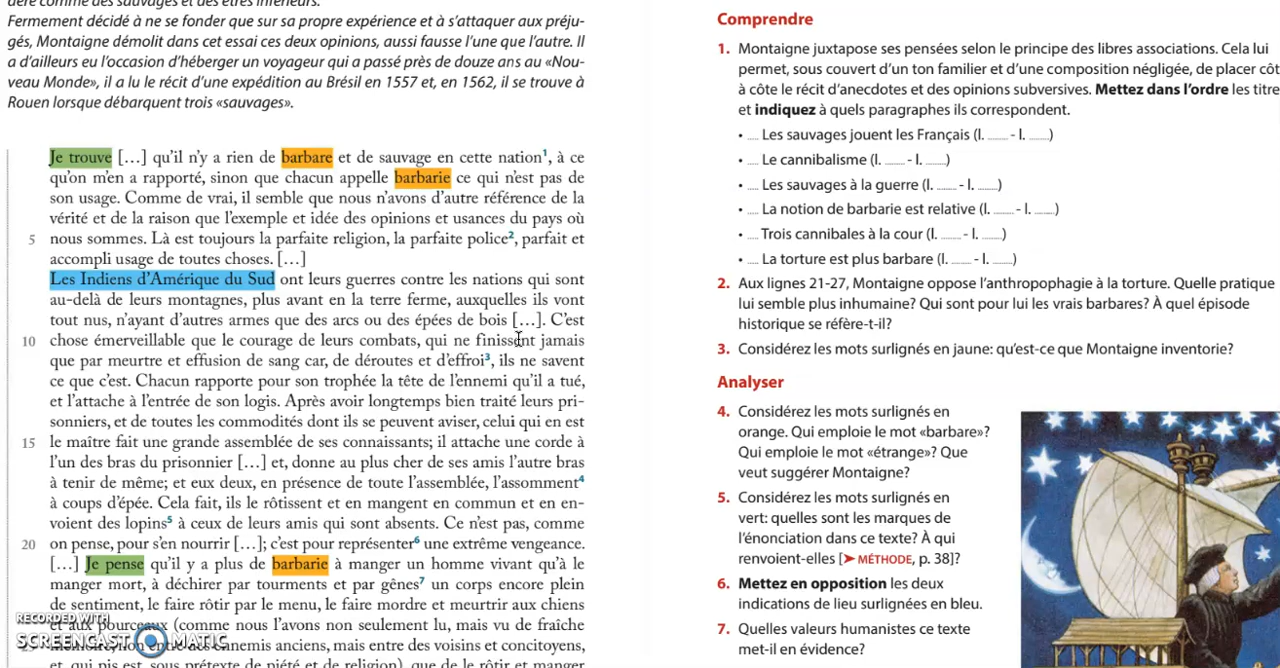 dère comme des sauvages et des êtres inférieurs.
Fermement décidé à ne se fonder que sur sa propre expérience et à s'attaquer aux préju-
gés, Montaigne démolit dans cet essai ces deux opinions, aussi fausse l'une que l'autre. Il
a d'ailleurs eu l'occasion d'héberger un voyageur qui a passé près de douze ans au «Nou-
veau Monde», il a lu le récit d'une expédition au Brésil en 1557 et, en 1562, il se trouve à
Rouen lorsque débarquent trois «sauvages».
Je trouve […] qu'il n'y a rien de barbare et de sauvage en cette nation¹, à ce
qu'on m'en a rapporté, sinon que chacun appelle barbarie ce qui n'est pas de
son usage. Comme de vrai, il semble que nous n'avons d'autre référence de la
vérité et de la raison que l'exemple et idée des opinions et usances du pays où
5 nous sommes. Là est toujours la parfaite religion, la parfaite police², parfait et
accompli usage de toutes choses. […]
Les Indiens d'Amérique du Sud ont leurs guerres contre les nations qui sont
au-delà de leurs montagnes, plus avant en la terre ferme, auxquelles ils vont
tout nus, n'ayant d'autres armes que des arcs ou des épées de bois […]. C'est
10 chose émerveillable que le courage de leurs combats, qui ne finissent jamais
que par meurtre et effusion de sang car, de déroutes et d'effroi³, ils ne savent
ce que c'est. Chacun rapporte pour son trophée la tête de l'ennemi qu'il a tué,
et l'attache à l'entrée de son logis. Après avoir longtemps bien traité leurs pri-
sonniers, et de toutes les commodités dont ils se peuvent aviser, celui qui en est
15 le maître fait une grande assemblée de ses connaissants; il attache une corde à
l'un des bras du prisonnier […] et, donne au plus cher de ses amis l'autre bras
à tenir de même; et eux deux, en présence de toute l'assemblée, l'assomment⁴
à coups d'épée. Cela fait, ils le rôtissent et en mangent en commun et en en-
voient des lopins⁵ à ceux de leurs amis qui sont absents. Ce n'est pas, comme
20 on pense, pour s'en nourrir […]; c'est pour représenter⁶ une extrême vengeance.
[…] Je pense qu'il y a plus de barbarie à manger un homme vivant qu'à le
manger mort, à déchirer par tourments et par gênes⁷ un corps encore plein
de sentiment, le faire rôtir par le menu, le faire mordre et meurtrir aux chiens
et aux pourceaux (comme nous l'avons non seulement lu, mais vu de fraîche
mémoire, non entre des ennemis anciens, mais entre des voisins et concitoyens,
et, qui pis est, sous prétexte de piété et de religion), que de le rôtir et manger
RECORDED WITH
SCREENCAST MATIC
Comprendre
1. Montaigne juxtapose ses pensées selon le principe des libres associations. Cela lui
permet, sous couvert d'un ton familier et d'une composition négligée, de placer côt
à côte le récit d'anecdotes et des opinions subversives. Mettez dans l'ordre les titre
et indiquez à quels paragraphes ils correspondent.
• .... Les sauvages jouent les Français (l. ........ - l. ........)
• .... Le cannibalisme (l. ........ - l. ........)
• .... Les sauvages à la guerre (l. ........ - l. ........)
• .... La notion de barbarie est relative (l. ........ - l. ........)
• .... Trois cannibales à la cour (l. ........ - l. ........)
• .... La torture est plus barbare (l. ........ - l. ........)
2. Aux lignes 21-27, Montaigne oppose l'anthropophagie à la torture. Quelle pratique
lui semble plus inhumaine? Qui sont pour lui les vrais barbares? À quel épisode
historique se réfère-t-il?
3. Considérez les mots surlignés en jaune: qu'est-ce que Montaigne inventorie?
Analyser
4. Considérez les mots surlignés en
orange. Qui emploie le mot «barbare»?
Qui emploie le mot «étrange»? Que
veut suggérer Montaigne?
5. Considérez les mots surlignés en
vert: quelles sont les marques de
l'énonciation dans ce texte? À qui
renvoient-elles [➤ MÉTHODE, p. 38]?
6. Mettez en opposition les deux
indications de lieu surlignées en bleu.
7. Quelles valeurs humanistes ce texte
met-il en évidence?